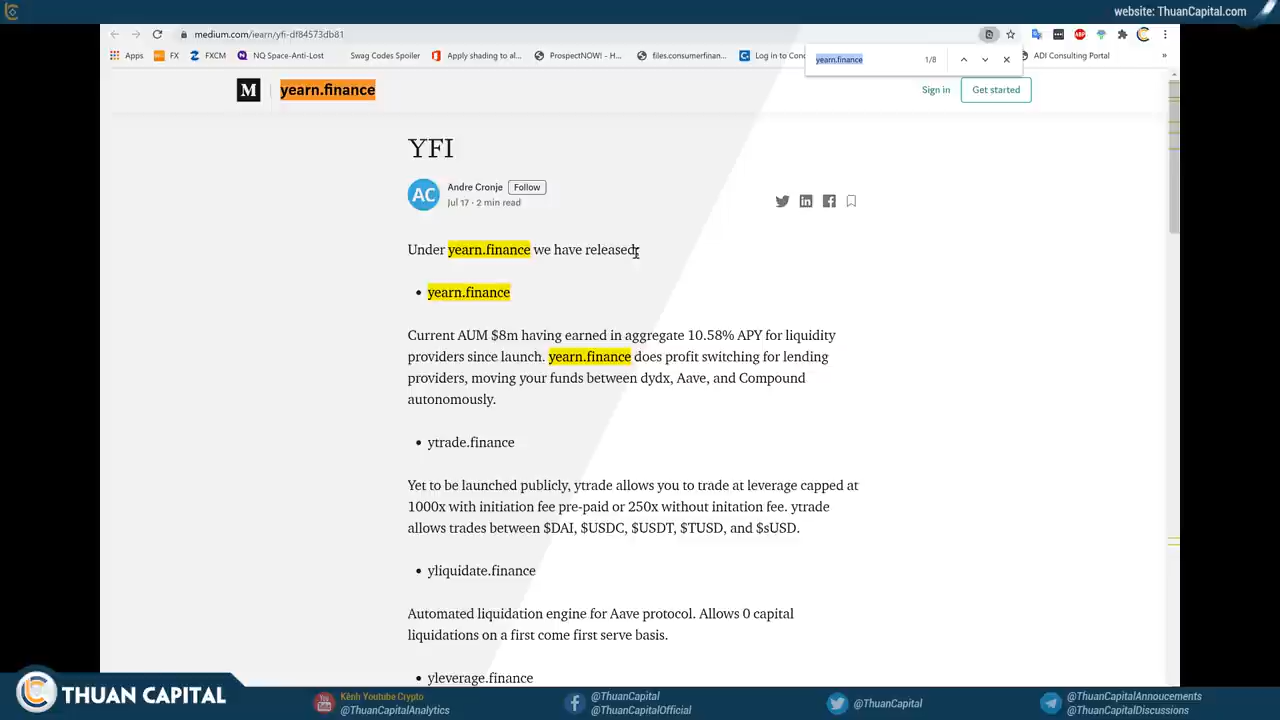 website: ThuanCapital.com
medium.com/iearn/yfi-df84573db81
Apps
FX
FXCM
NQ Space-Anti-Lost
Swag Codes Spoiler
Apply shading to al...
ProspectNOW! - H...
files.consumerfinan...
Log in to Con
ADI Consulting Portal
»
yearn.finance
1/8
M
yearn.finance
Sign in
Get started
YFI
AC
Andre Cronje
Follow
Jul 17 · 2 min read
Under yearn.finance we have released
• yearn.finance
Current AUM $8m having earned in aggregate 10.58% APY for liquidity
providers since launch. yearn.finance does profit switching for lending
providers, moving your funds between dydx, Aave, and Compound
autonomously.
• ytrade.finance
Yet to be launched publicly, ytrade allows you to trade at leverage capped at
1000x with initiation fee pre-paid or 250x without initation fee. ytrade
allows trades between $DAI, $USDC, $USDT, $TUSD, and $sUSD.
• yliquidate.finance
Automated liquidation engine for Aave protocol. Allows 0 capital
liquidations on a first come first serve basis.
• yleverage.finance
THUAN CAPITAL
Kênh Youtube Crypto
@ThuanCapitalAnalytics
@ThuanCapital
@ThuanCapitalOfficial
@ThuanCapital
@ThuanCapitalAnnoucements
@ThuanCapitalDiscussions